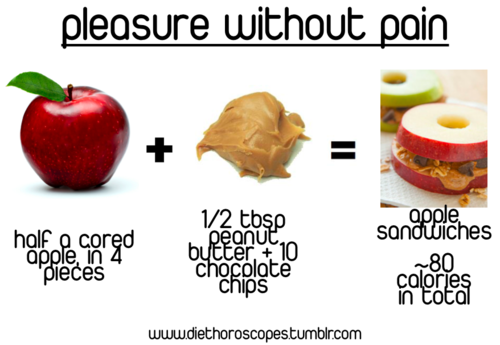 pleasure without pain
+
=
half a cored
apple, in 4
pieces
1/2 tbsp
peanut
butter + 10
chocolate
chips
apple
sandwiches
~80
calories
in total
www.diethoroscopes.tumblr.com